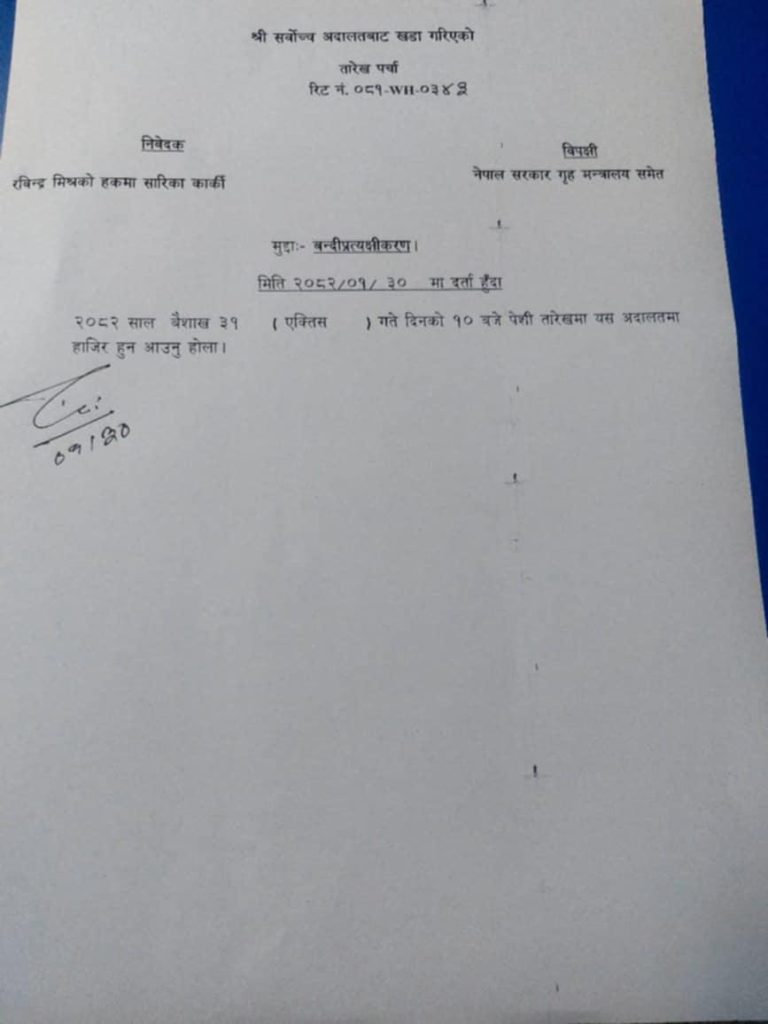 श्री सर्वोच्च अदालतबाट खडा गरिएको
तारेख पर्चा
रिट नं. ०८१-WH-०३४३
निवेदक
विपक्षी
रविन्द्र मिश्रको हकमा सारिका कार्की
नेपाल सरकार गृह मन्त्रालय समेत
मुद्दाः- बन्दीप्रत्यक्षीकरण।
मिति २०८२/०१/ ३० मा दर्ता हुँदा
२०८२ साल बैशाख ३१ ( एक्तिस ) गते दिनको १० बजे पेशी तारेखमा यस अदालतमा
हाजिर हुन आउनु होला।
०१/३०